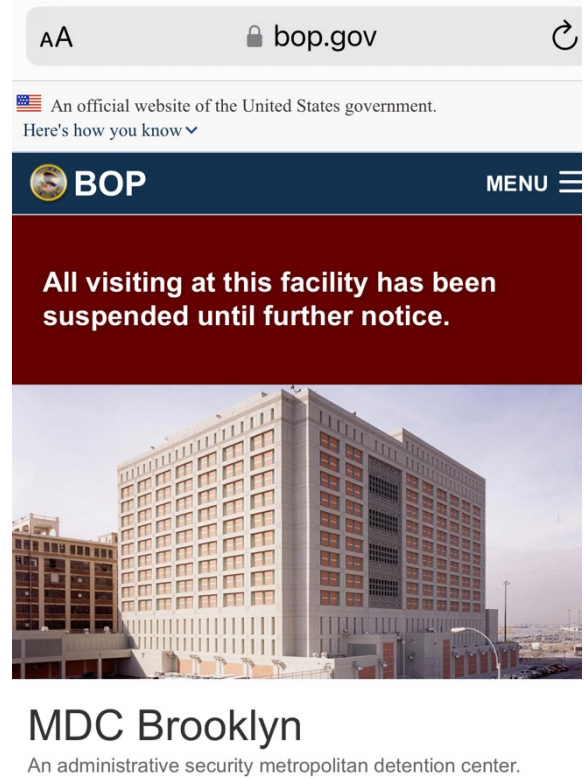 AA bop.gov
An official website of the United States government.
Here's how you know
BOP MENU
All visiting at this facility has been
suspended until further notice.
MDC Brooklyn
An administrative security metropolitan detention center.